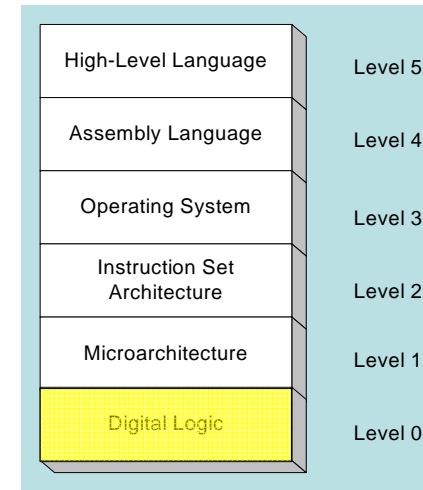 High-Level Language Level 5
Assembly Language Level 4
Operating System Level 3
Instruction Set
Architecture Level 2
Microarchitecture Level 1
Digital Logic Level 0